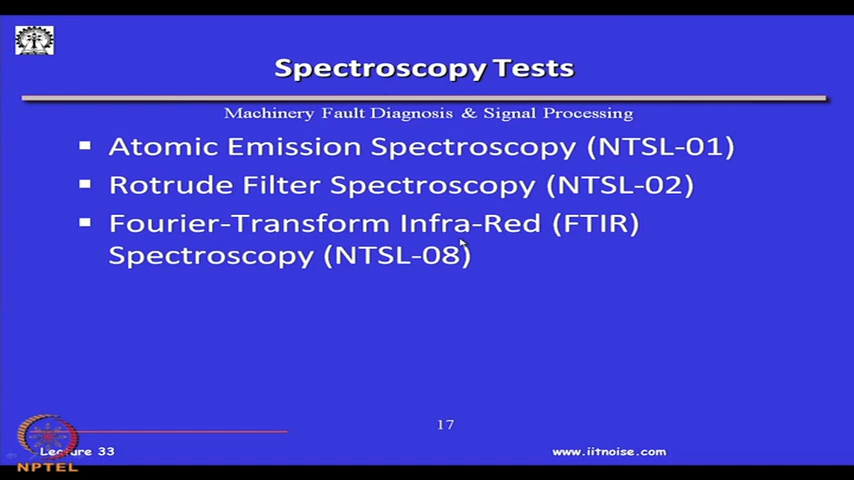 Spectroscopy Tests
Machinery Fault Diagnosis & Signal Processing
Atomic Emission Spectroscopy (NTSL-01)
Rotrude Filter Spectroscopy (NTSL-02)
Fourier-Transform Infra-Red (FTIR)
Spectroscopy (NTSL-08)
17
Lecture 33
www.iitnoise.com
NPTEL